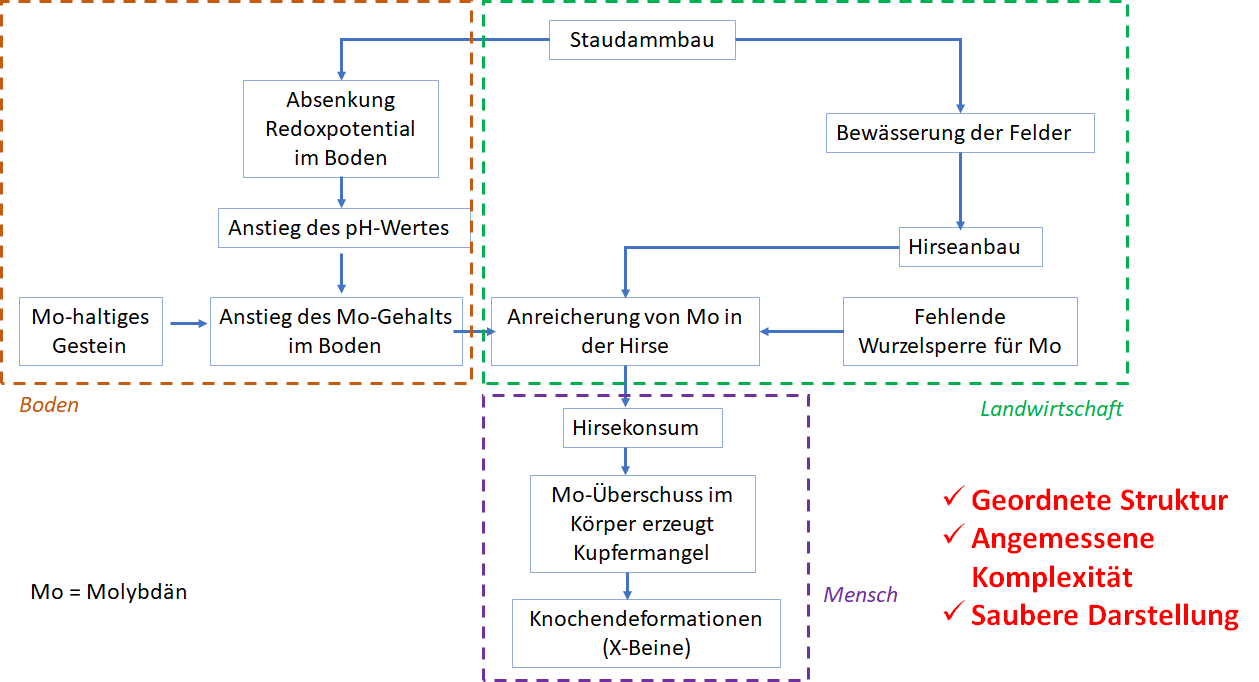 Staudammbau
Absenkung
Redoxpotential
im Boden
Bewässerung der Felder
Anstieg des pH-Wertes
Hirseanbau
Mo-haltiges
Gestein
Anstieg des Mo-Gehalts
im Boden
Anreicherung von Mo in
der Hirse
Fehlende
Wurzelsperre für Mo
Boden
Landwirtschaft
Hirsekonsum
Mo-Überschuss im
Körper erzeugt
Kupfermangel
Knochendeformationen
(X-Beine)
Mensch
Mo = Molybdän
✓ Geordnete Struktur
✓ Angemessene
Komplexität
✓ Saubere Darstellung